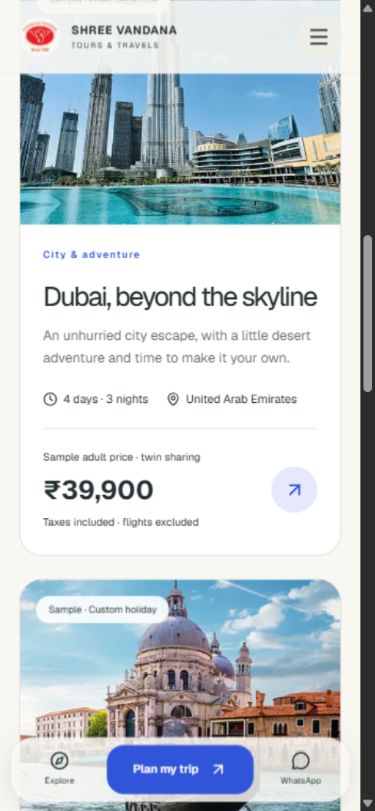 SHREE VANDANA
TOURS & TRAVELS
City & adventure
Dubai, beyond the skyline
An unhurried city escape, with a little desert
adventure and time to make it your own.
4 days · 3 nights
United Arab Emirates
Sample adult price · twin sharing
₹39,900
Taxes included · flights excluded
Sample · Custom holiday
Explore
Plan my trip
WhatsApp